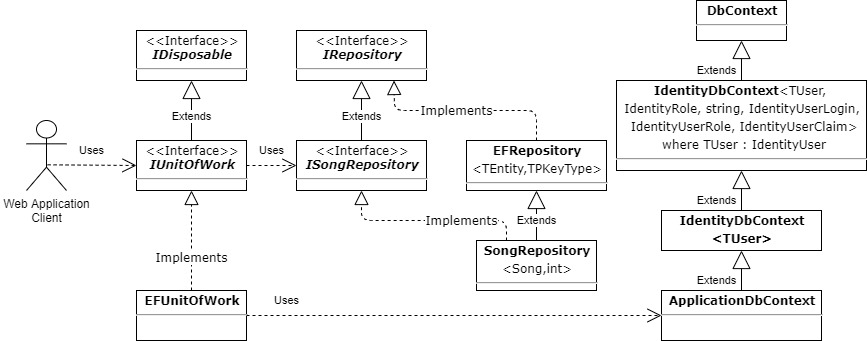 DbContext
<<Interface>>
IDisposable
<<Interface>>
IRepository
Extends
IdentityDbContext<TUser,
IdentityRole, string, IdentityUserLogin,
IdentityUserRole, IdentityUserClaim>
where TUser : IdentityUser
Extends
Extends
Implements
Uses
<<Interface>>
IUnitOfWork
Uses
<<Interface>>
ISongRepository
EFRepository
<TEntity,TPKeyType>
Web Application
Client
Extends
Implements
Extends
IdentityDbContext
<TUser>
SongRepository
<Song,int>
Implements
Extends
EFUnitOfWork
Uses
ApplicationDbContext